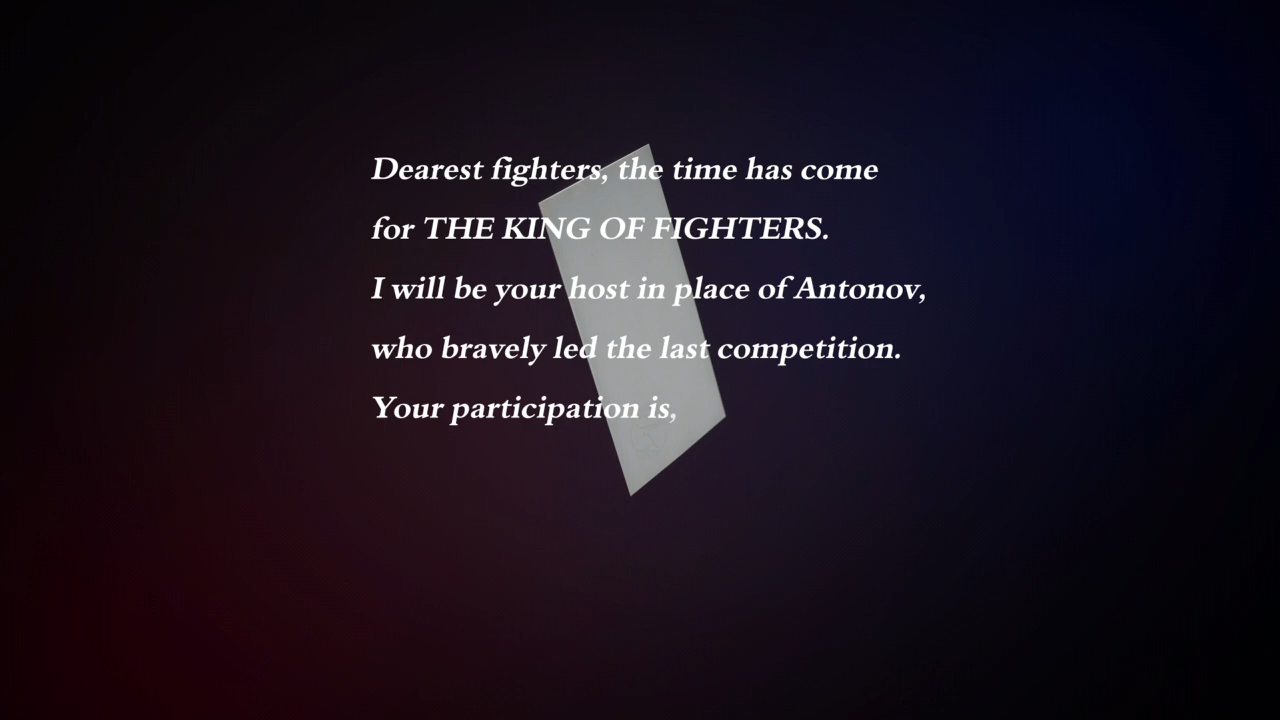 Dearest fighters, the time has come
for THE KING OF FIGHTERS.
I will be your host in place of Antonov,
who bravely led the last competition.
Your participation is,